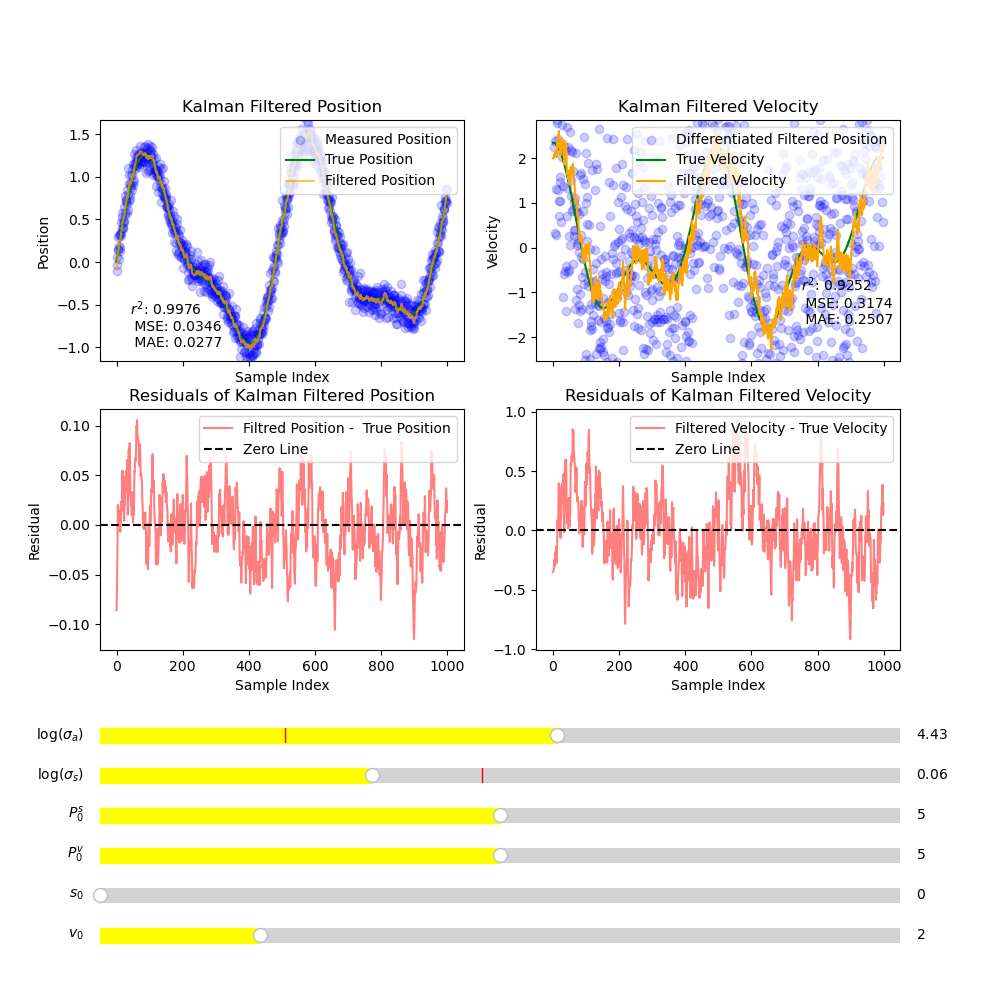 Kalman Filtered Position
1.5
1.0
0.5
0.0
−0.5
−1.0
Position
Measured Position
True Position
Filtered Position
r²: 0.9976
MSE: 0.0346
MAE: 0.0277
Sample Index
Kalman Filtered Velocity
2
1
0
−1
−2
Velocity
Differentiated Filtered Position
True Velocity
Filtered Velocity
r²: 0.9252
MSE: 0.3174
MAE: 0.2507
Sample Index
Residuals of Kalman Filtered Position
0.10
0.05
0.00
−0.05
−0.10
Residual
Filtred Position - True Position
Zero Line
0 200 400 600 800 1000
Sample Index
Residuals of Kalman Filtered Velocity
1.0
0.5
0.0
−0.5
−1.0
Residual
Filtered Velocity - True Velocity
Zero Line
0 200 400 600 800 1000
Sample Index
log(σₐ) 4.43
log(σₛ) 0.06
P₀ˢ 5
P₀ᵛ 5
s₀ 0
v₀ 2